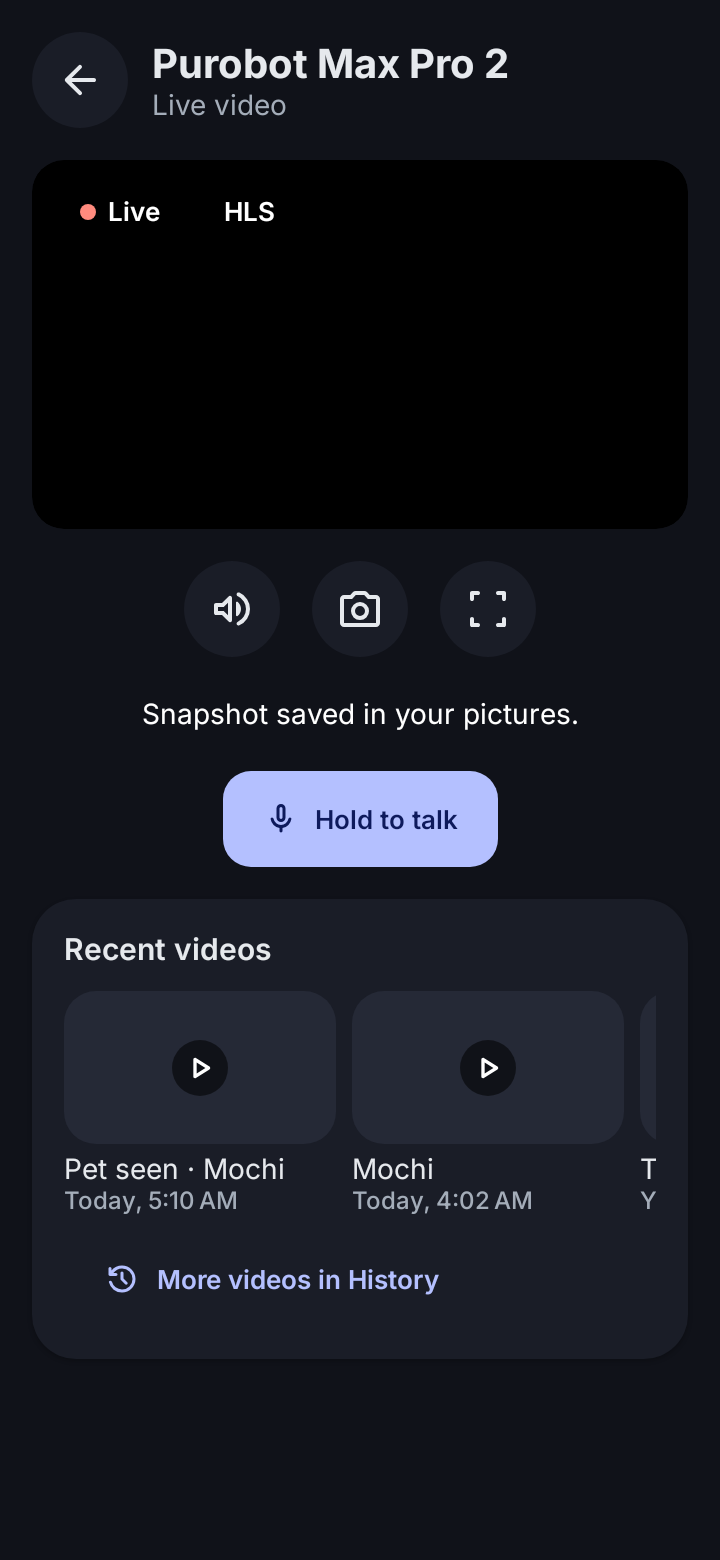 Purobot Max Pro 2
Live video
Live
HLS
Snapshot saved in your pictures.
Hold to talk
Recent videos
Pet seen · Mochi
Today, 5:10 AM
Mochi
Today, 4:02 AM
T
Y
More videos in History